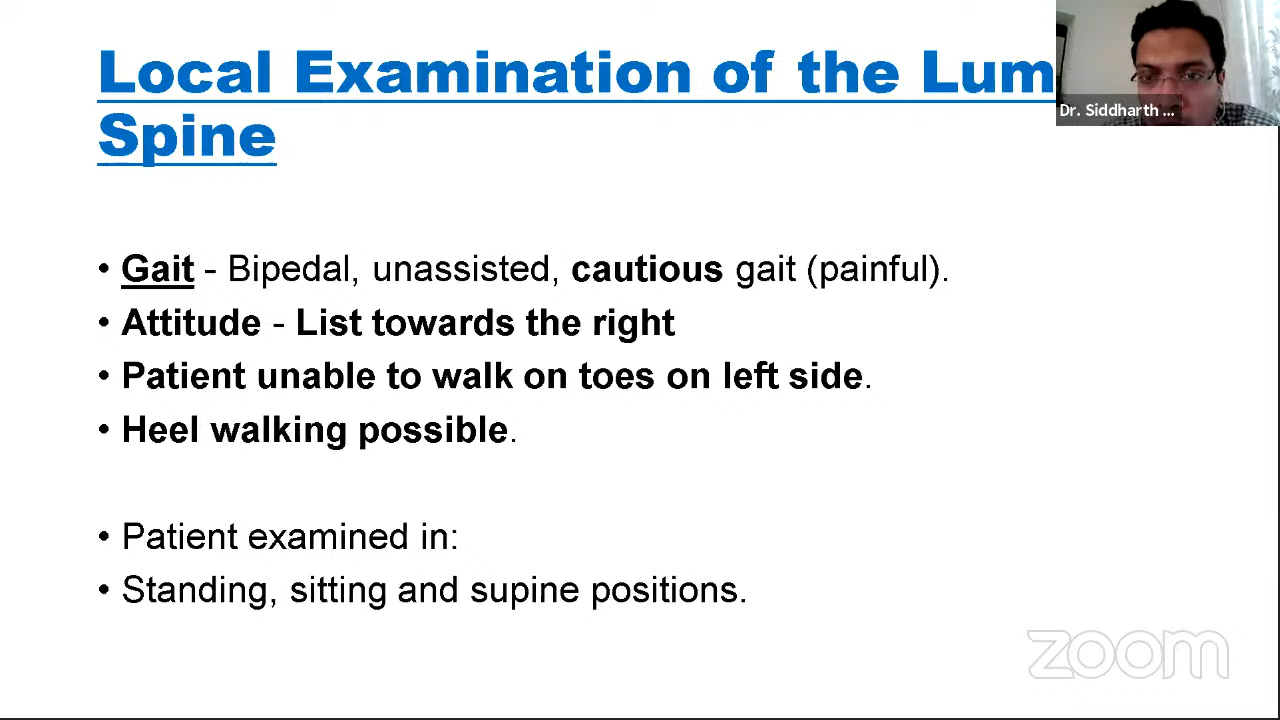 Local Examination of the Lum
Spine
Dr. Siddharth ...
• Gait - Bipedal, unassisted, cautious gait (painful).
• Attitude - List towards the right
• Patient unable to walk on toes on left side.
• Heel walking possible.
• Patient examined in:
• Standing, sitting and supine positions.
zoom